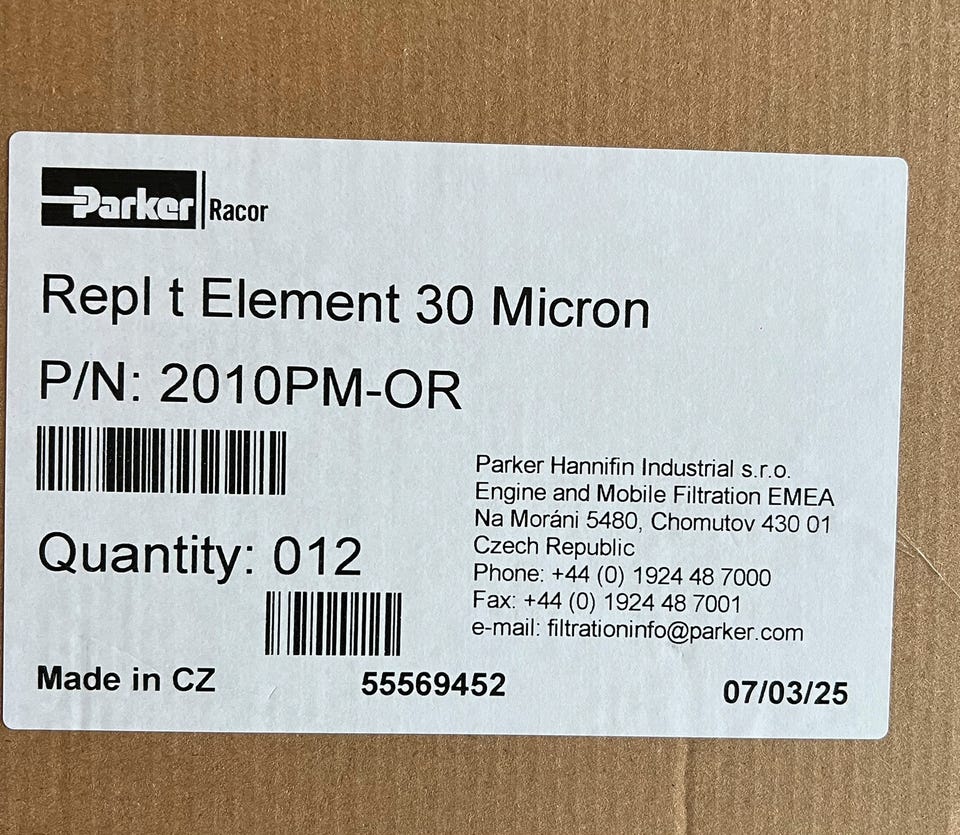 Parker Racor
Repl t Element 30 Micron
P/N: 2010PM-OR
Quantity: 012
Parker Hannifin Industrial s.r.o.
Engine and Mobile Filtration EMEA
Na Moráni 5480, Chomutov 430 01
Czech Republic
Phone: +44 (0) 1924 48 7000
Fax: +44 (0) 1924 48 7001
e-mail: filtrationinfo@parker.com
Made in CZ 55569452 07/03/25